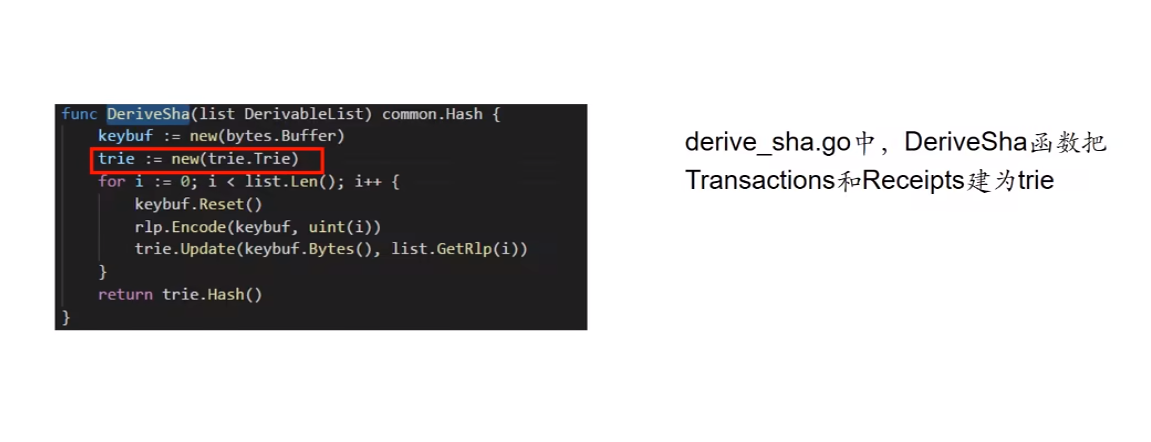 func DeriveSha(list DerivableList) common.Hash {
keybuf := new(bytes.Buffer)
trie := new(trie.Trie)
for i := 0; i < list.Len(); i++ {
keybuf.Reset()
rlp.Encode(keybuf, uint(i))
trie.Update(keybuf.Bytes(), list.GetRlp(i))
}
return trie.Hash()
}
derive_sha.go中，DeriveSha函数把
Transactions和Receipts建为trie